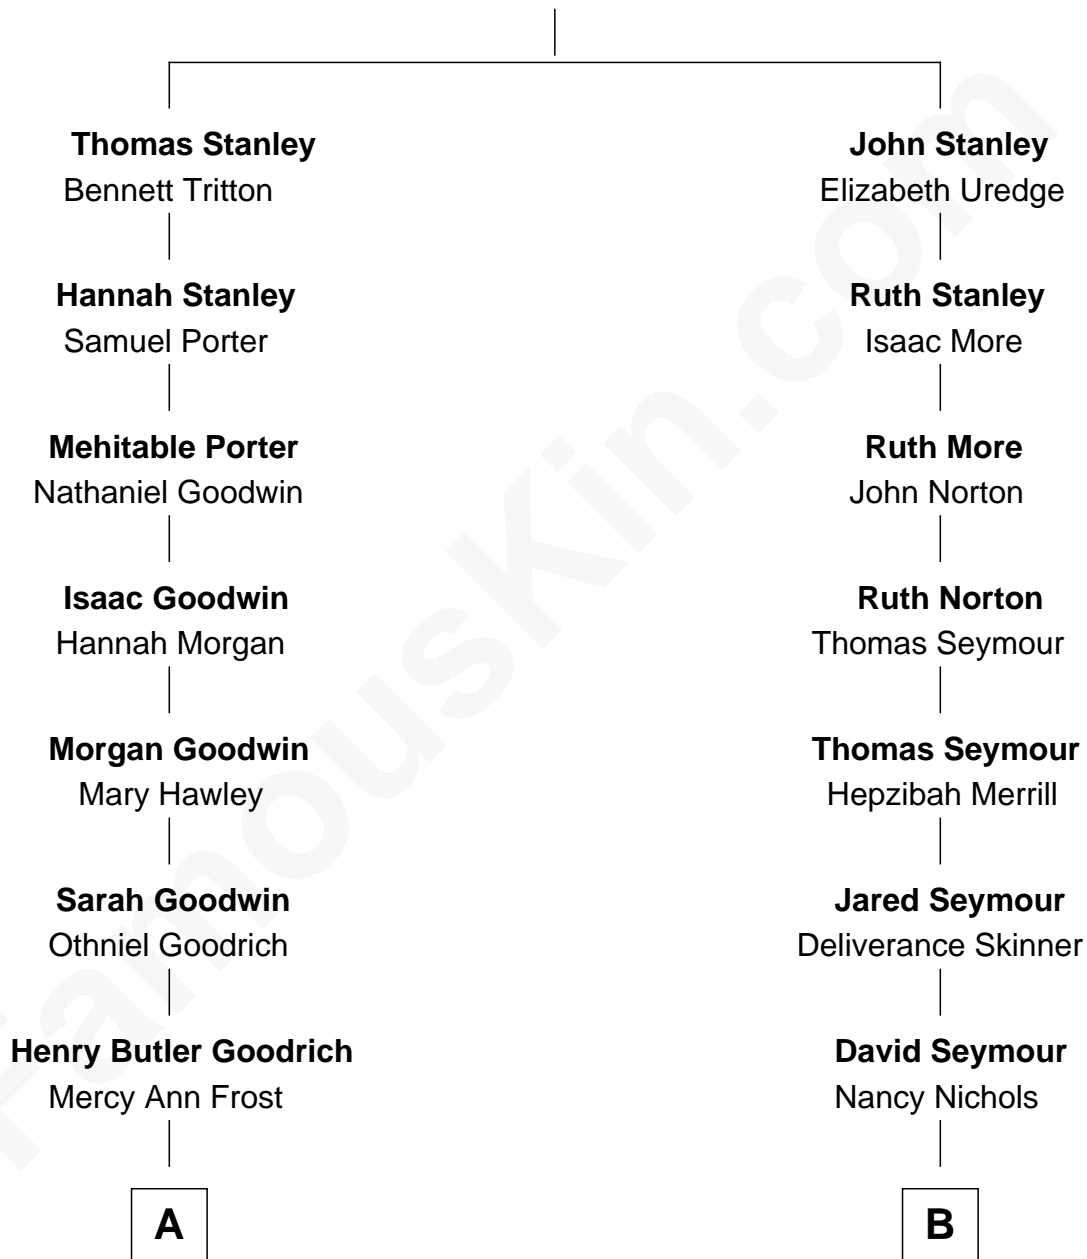 Thomas Stanley
Bennett Tritton
Hannah Stanley
Samuel Porter
Mehitable Porter
Nathaniel Goodwin
Isaac Goodwin
Hannah Morgan
Morgan Goodwin
Mary Hawley
Sarah Goodwin
Othniel Goodrich
Henry Butler Goodrich
Mercy Ann Frost
A
John Stanley
Elizabeth Uredge
Ruth Stanley
Isaac More
Ruth More
John Norton
Ruth Norton
Thomas Seymour
Thomas Seymour
Hepzibah Merrill
Jared Seymour
Deliverance Skinner
David Seymour
Nancy Nichols
B
FamousKin.com